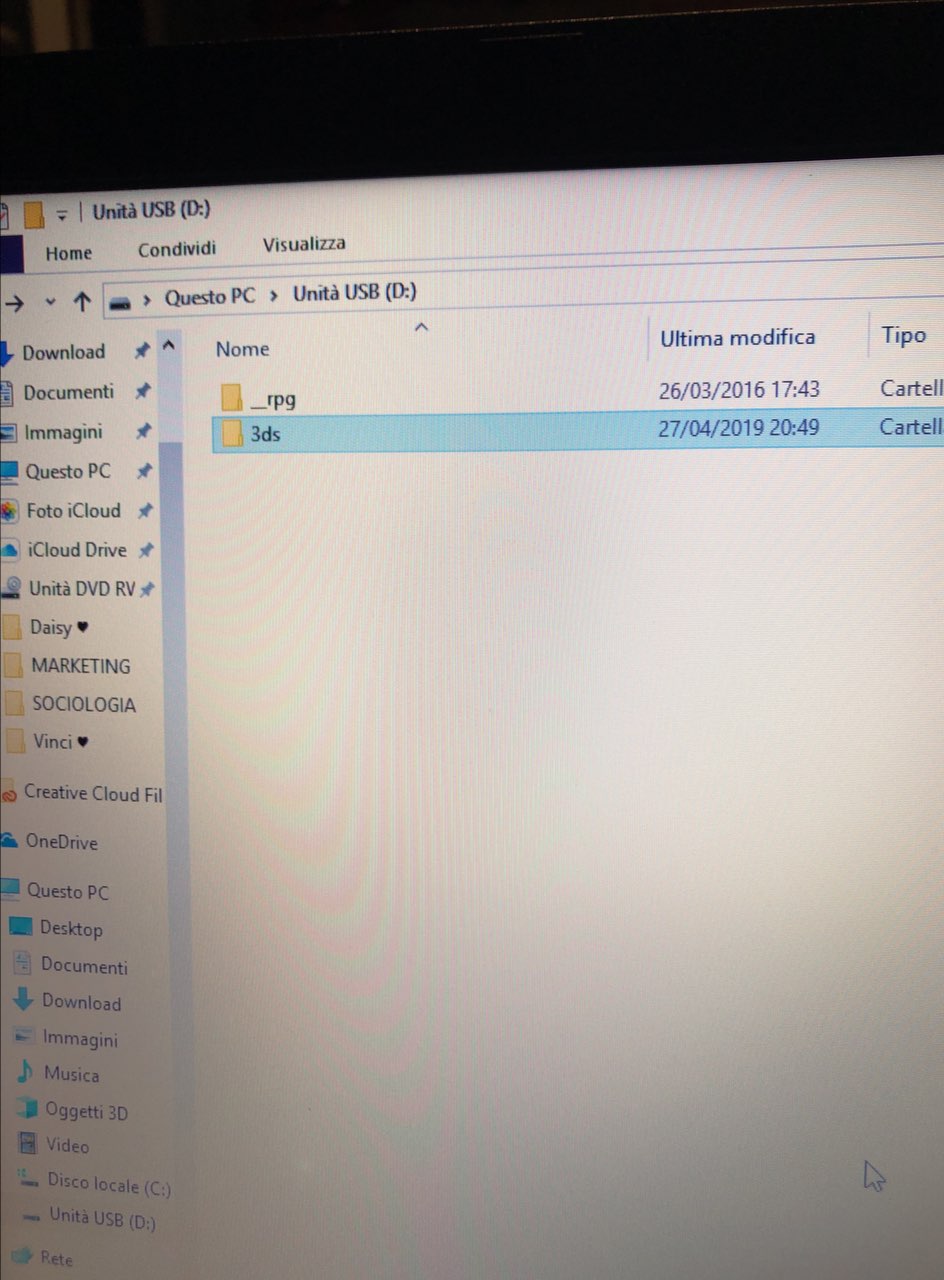 Unità USB (D:)
Home Condividi Visualizza
Questo PC › Unità USB (D:)
Nome Ultima modifica Tipo
__rpg 26/03/2016 17:43 Cartell
3ds 27/04/2019 20:49 Cartell
Download
Documenti
Immagini
Questo PC
Foto iCloud
iCloud Drive
Unità DVD RV
Daisy ♥
MARKETING
SOCIOLOGIA
Vinci ♥
Creative Cloud Fil
OneDrive
Questo PC
Desktop
Documenti
Download
Immagini
Musica
Oggetti 3D
Video
Disco locale (C:)
Unità USB (D:)
Rete